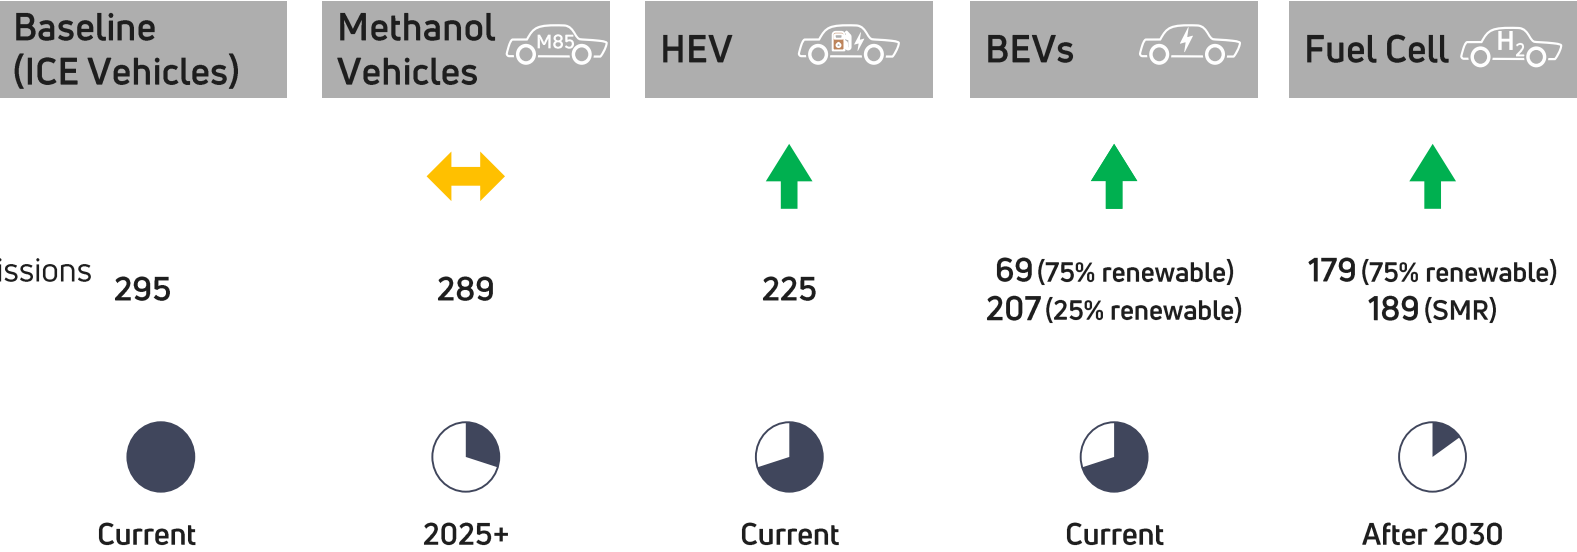 Baseline
(ICE Vehicles)
Methanol
Vehicles
M85
HEV
BEVs
Fuel Cell
H2
295
289
225
69 (75% renewable)
207 (25% renewable)
179 (75% renewable)
189 (SMR)
Current
2025+
Current
Current
After 2030